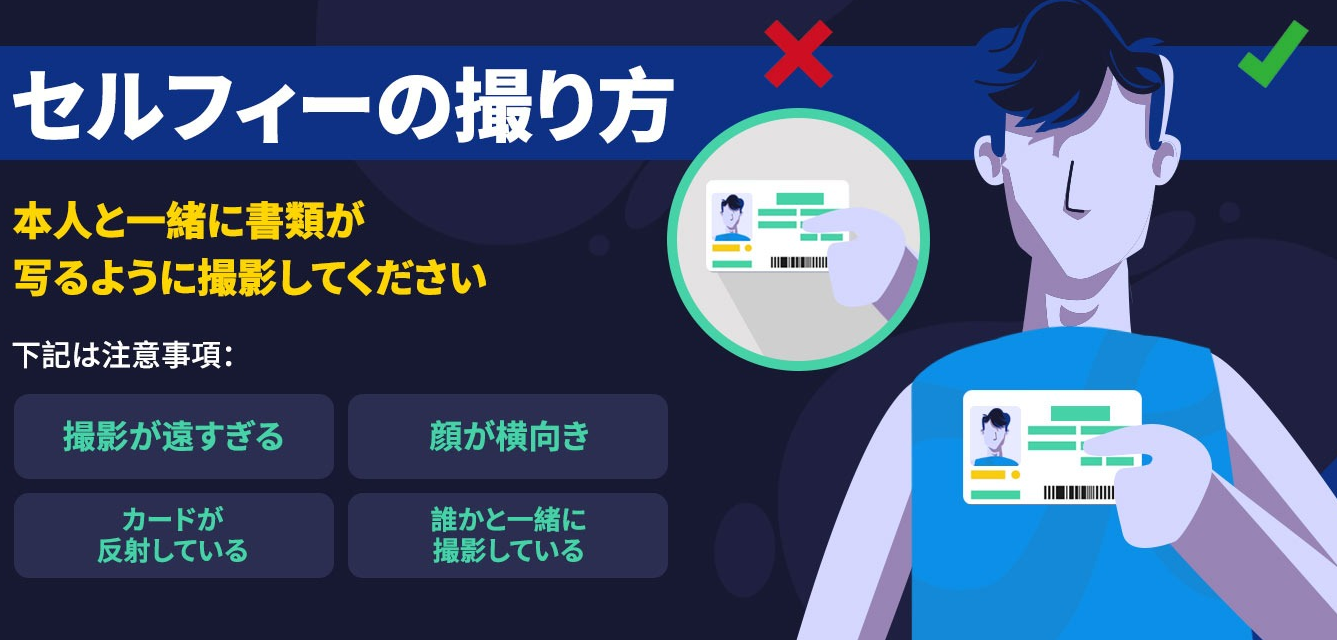 セルフィーの撮り方
本人と一緒に書類が
写るように撮影してください
下記は注意事項：
撮影が遠すぎる
顔が横向き
カードが
反射している
誰かと一緒に
撮影している